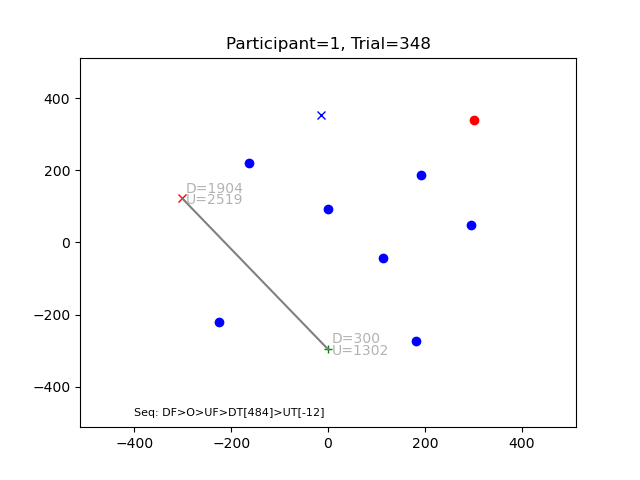 Participant=1, Trial=348
400
200
0
−200
−400
D=1904
U=2519
D=300
U=1302
Seq: DF>O>UF>DT[484]>UT[-12]
−400 −200 0 200 400